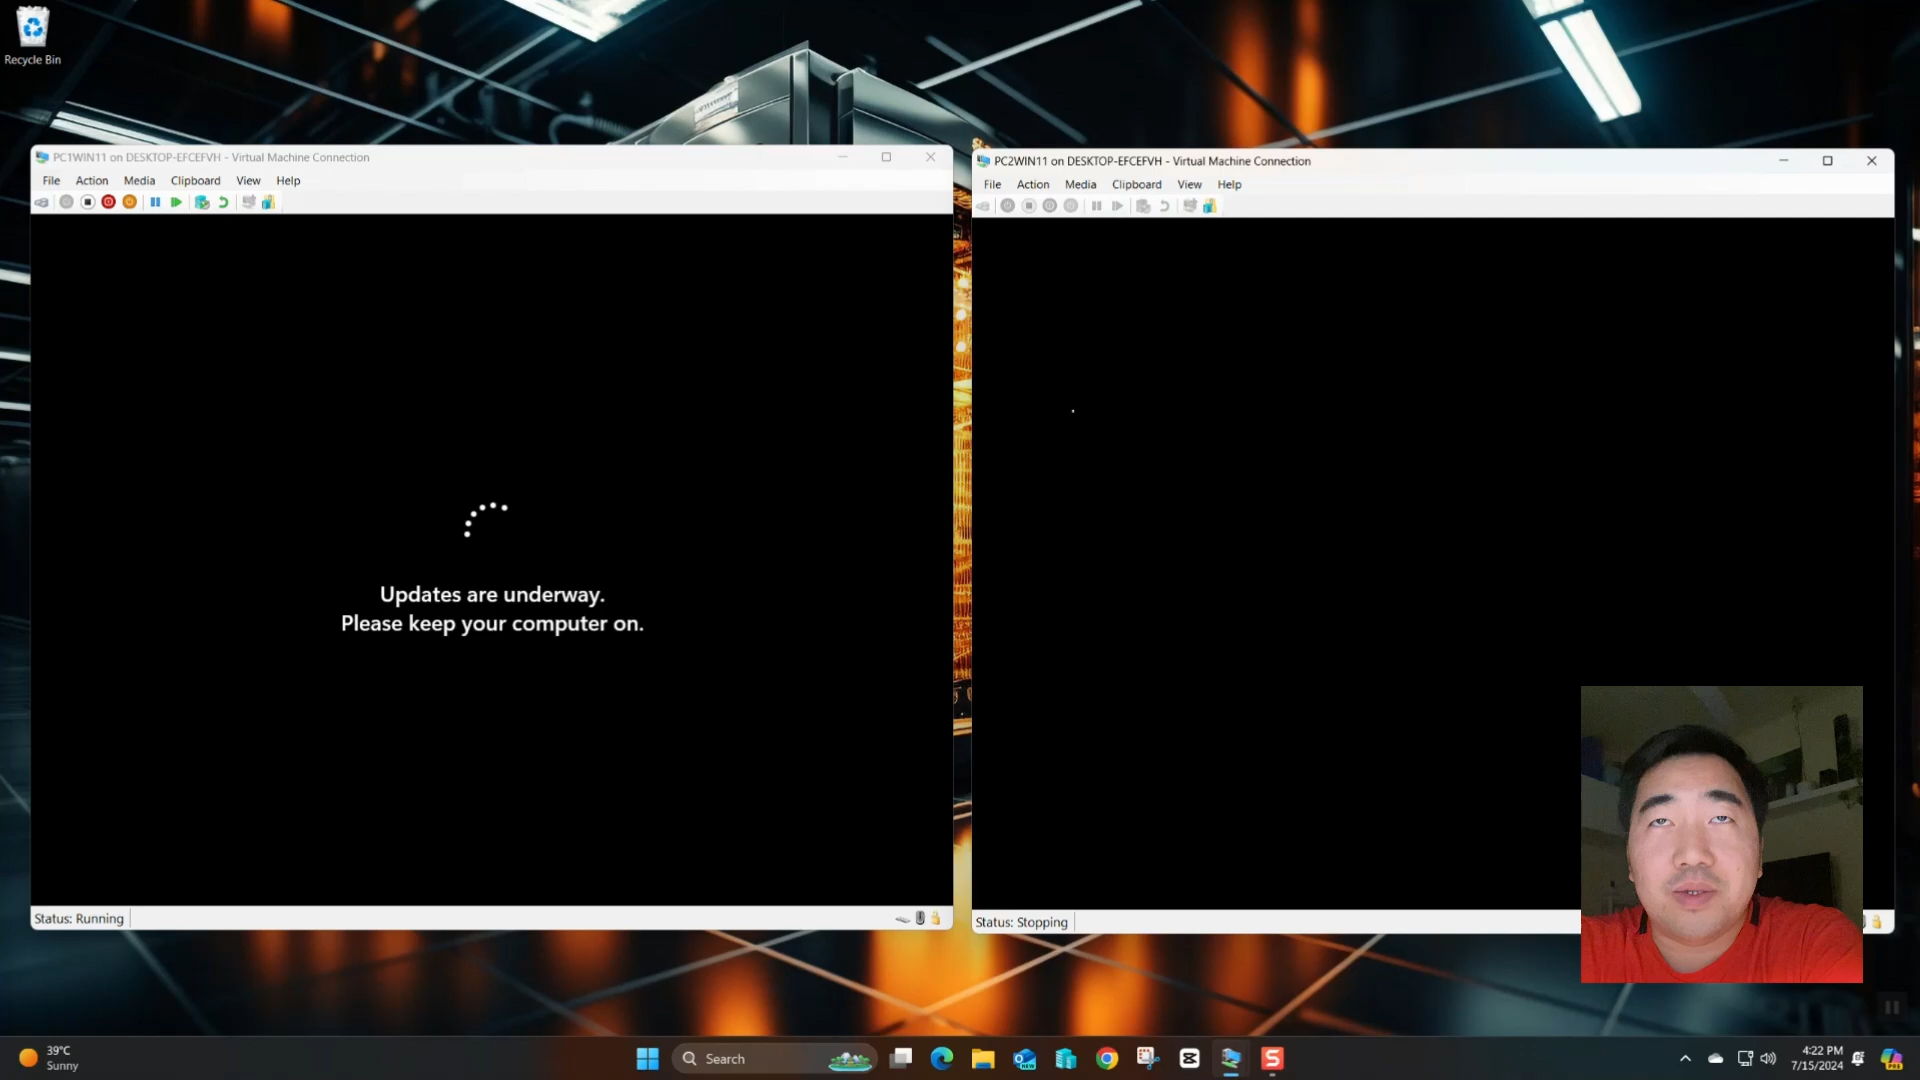 Recycle Bin
PC1WIN11 on DESKTOP-EFCEFVH - Virtual Machine Connection
File Action Media Clipboard View Help
Updates are underway.
Please keep your computer on.
Status: Running
PC2WIN11 on DESKTOP-EFCEFVH - Virtual Machine Connection
File Action Media Clipboard View Help
Status: Stopping
39°C
Sunny
Search
NEW
S
4:22 PM
7/15/2024
PRE